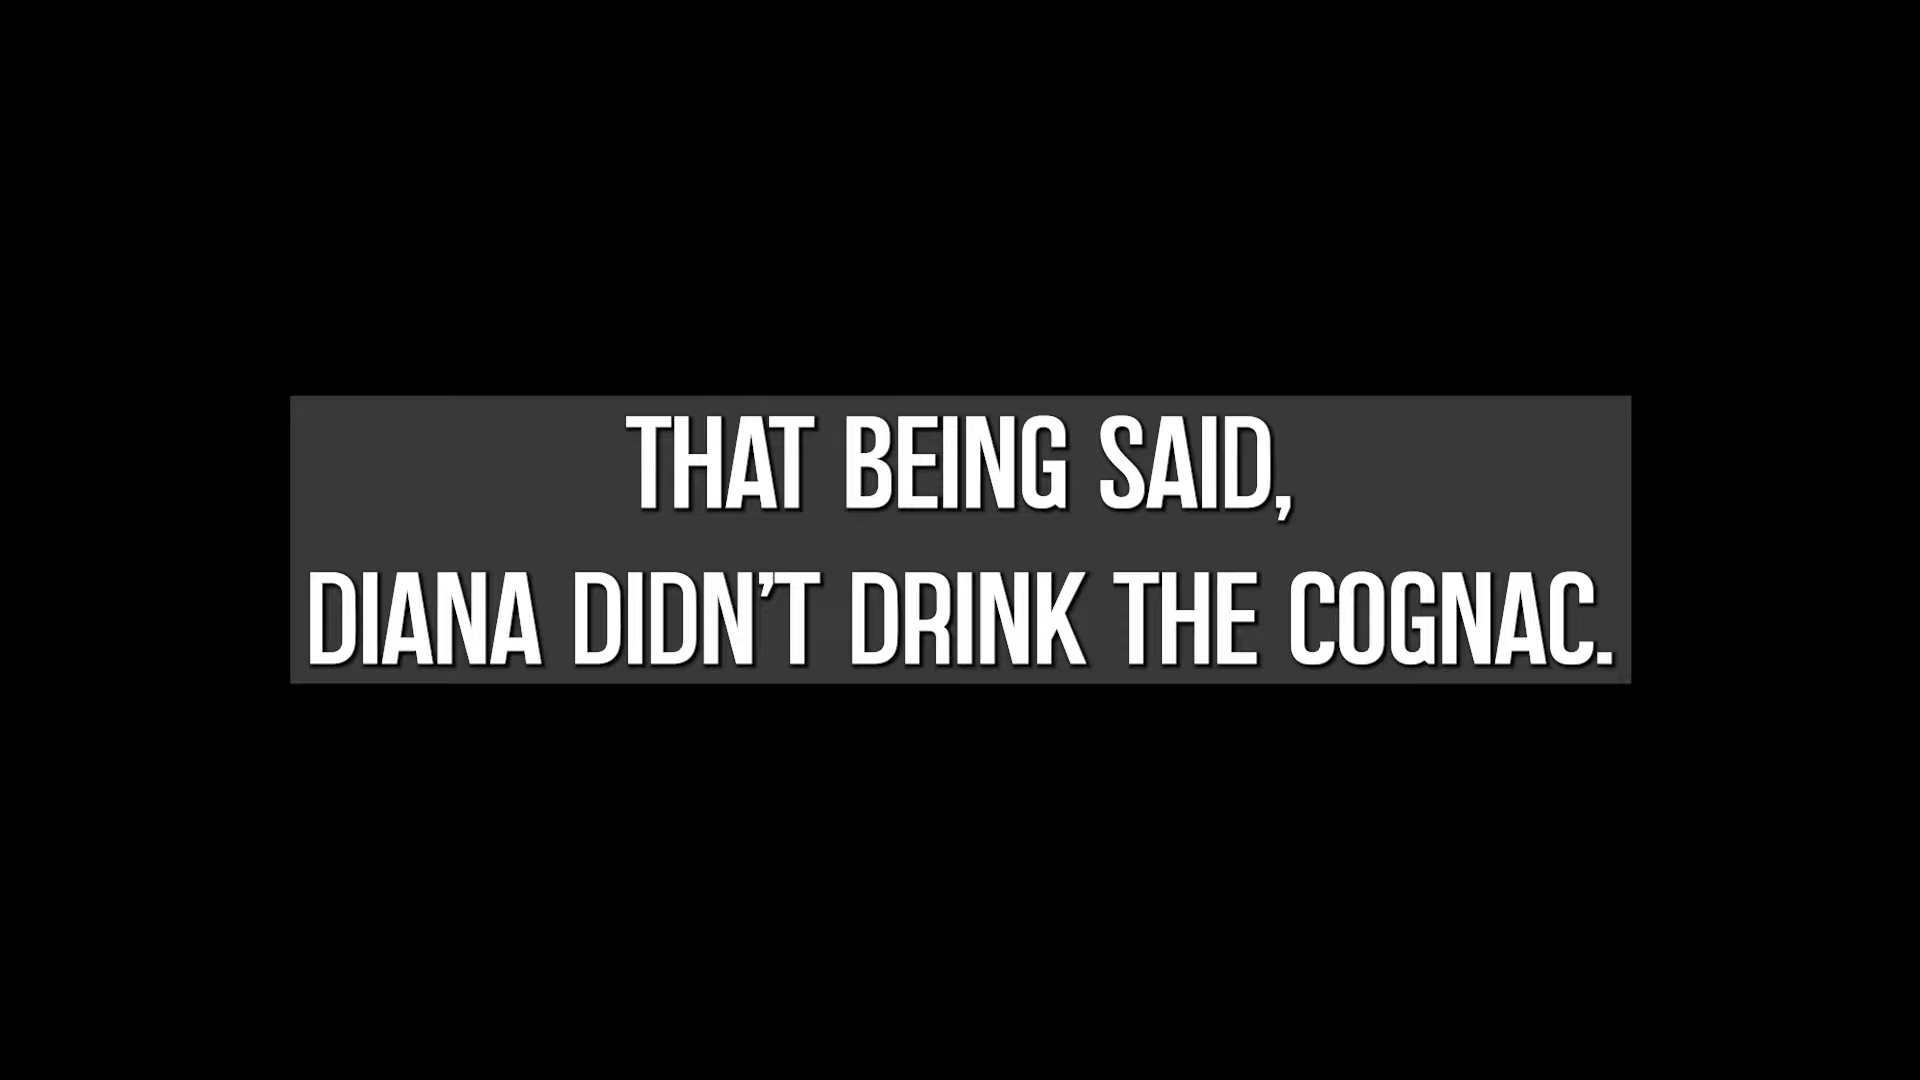 THAT BEING SAID,
DIANA DIDN’T DRINK THE COGNAC.